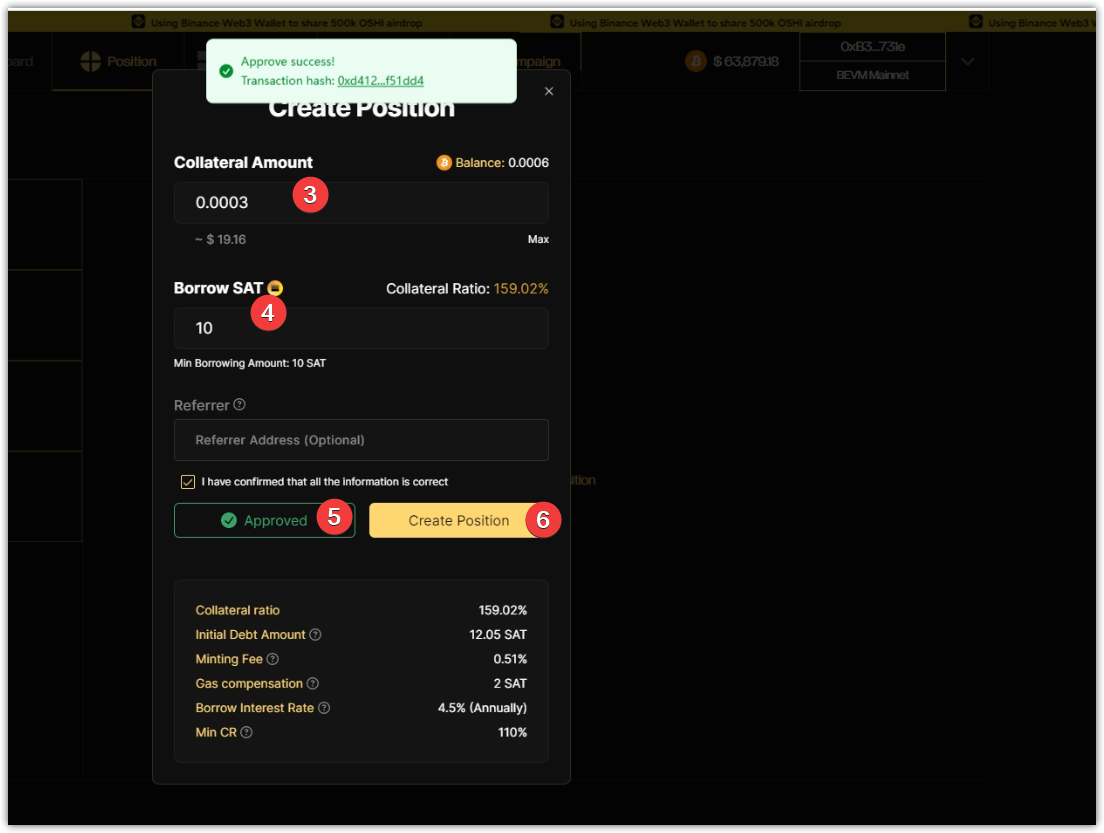 Using Binance Web3 Wallet to share 500k OSHI airdrop
Using Binance Web3 Wallet to share 500k OSHI airdrop
Using Binance Web3
Position
$ 63,879.18
0xB3...731e
BEVM Mainnet
Approve success!
Transaction hash: 0xd412...f51dd4
Create Position
Collateral Amount
Balance: 0.0006
0.0003
3
~ $ 19.16
Max
Borrow SAT
Collateral Ratio: 159.02%
4
10
Min Borrowing Amount: 10 SAT
Referrer
Referrer Address (Optional)
I have confirmed that all the information is correct
Approved
5
Create Position
6
Collateral ratio
159.02%
Initial Debt Amount
12.05 SAT
Minting Fee
0.51%
Gas compensation
2 SAT
Borrow Interest Rate
4.5% (Annually)
Min CR
110%